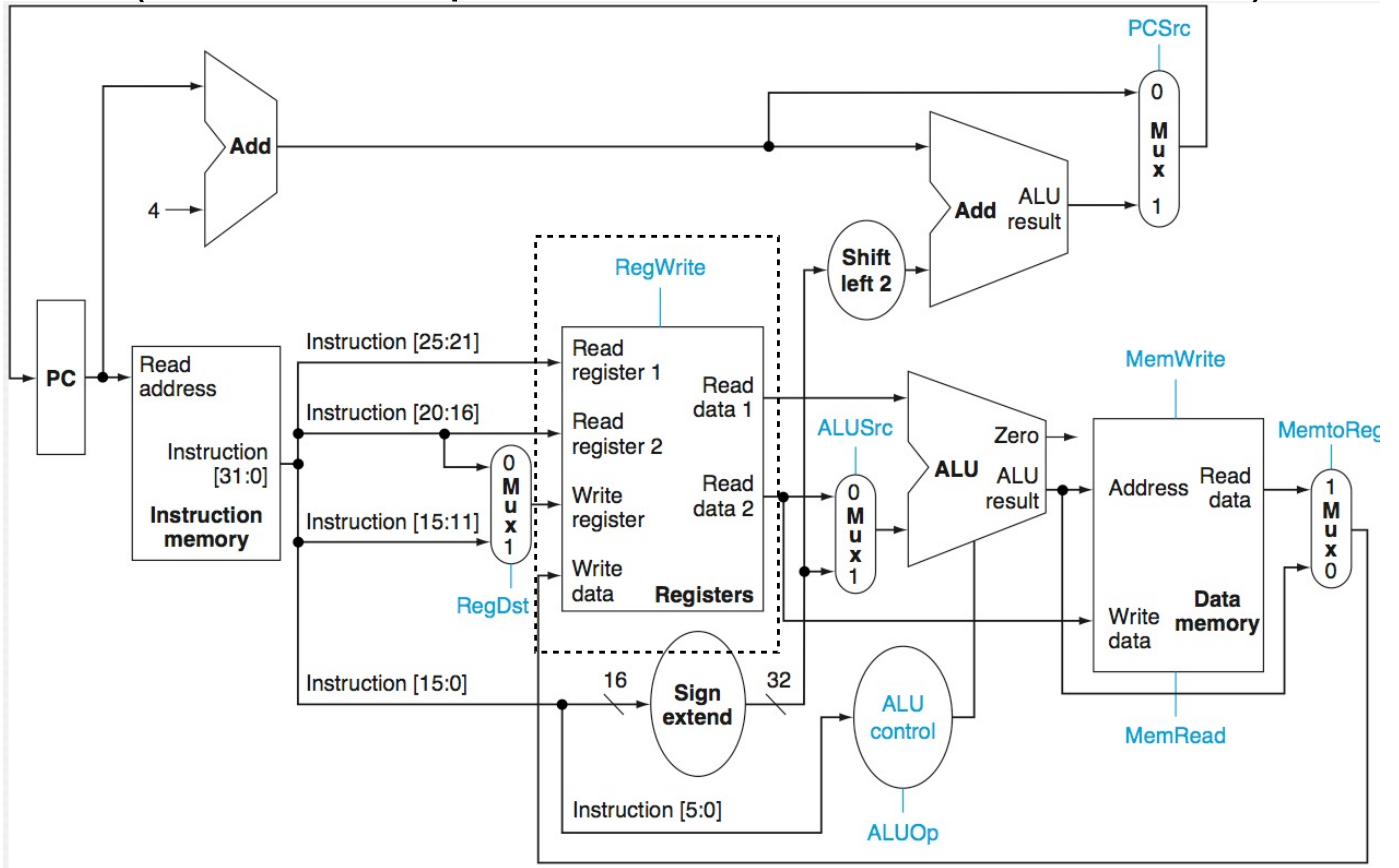 PCSrc
0
M
u
x
1
Add
4
Add
ALU
result
Shift
left 2
RegWrite
PC
Read
address
Instruction
[31:0]
Instruction
memory
Instruction [25:21]
Instruction [20:16]
Instruction [15:11]
0
M
u
x
1
RegDst
Read
register 1
Read
register 2
Write
register
Write
data
Read
data 1
Read
data 2
Registers
ALUSrc
0
M
u
x
1
Zero
ALU
ALU
result
MemWrite
Address
Read
data
Write
data
Data
memory
MemRead
MemtoReg
1
M
u
x
0
Instruction [15:0]
16
Sign
extend
32
ALU
control
Instruction [5:0]
ALUOp